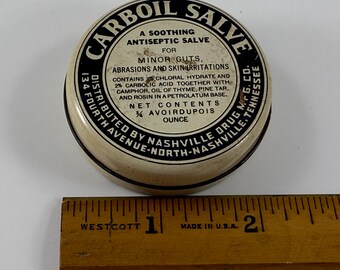 CARBOIL SALVE
A SOOTHING
ANTISEPTIC SALVE
FOR
MINOR CUTS,
ABRASIONS AND SKIN IRRITATIONS
CHLORAL HYDRATE AND
2% CARBOLIC ACID TOGETHER WITH
CAMPHOR, OIL OF THYME, PINE TAR,
AND ROSIN IN A PETROLATUM BASE.
NET CONTENTS
¾ AVOIRDUPOIS
OUNCE
DISTRIBUTED BY NASHVILLE DRUG M'F'G. CO.
134 FOURTH AVENUE-NORTH-NASHVILLE-TENNESSEE
1 2
WESTCOTT MADE IN U.S.A.